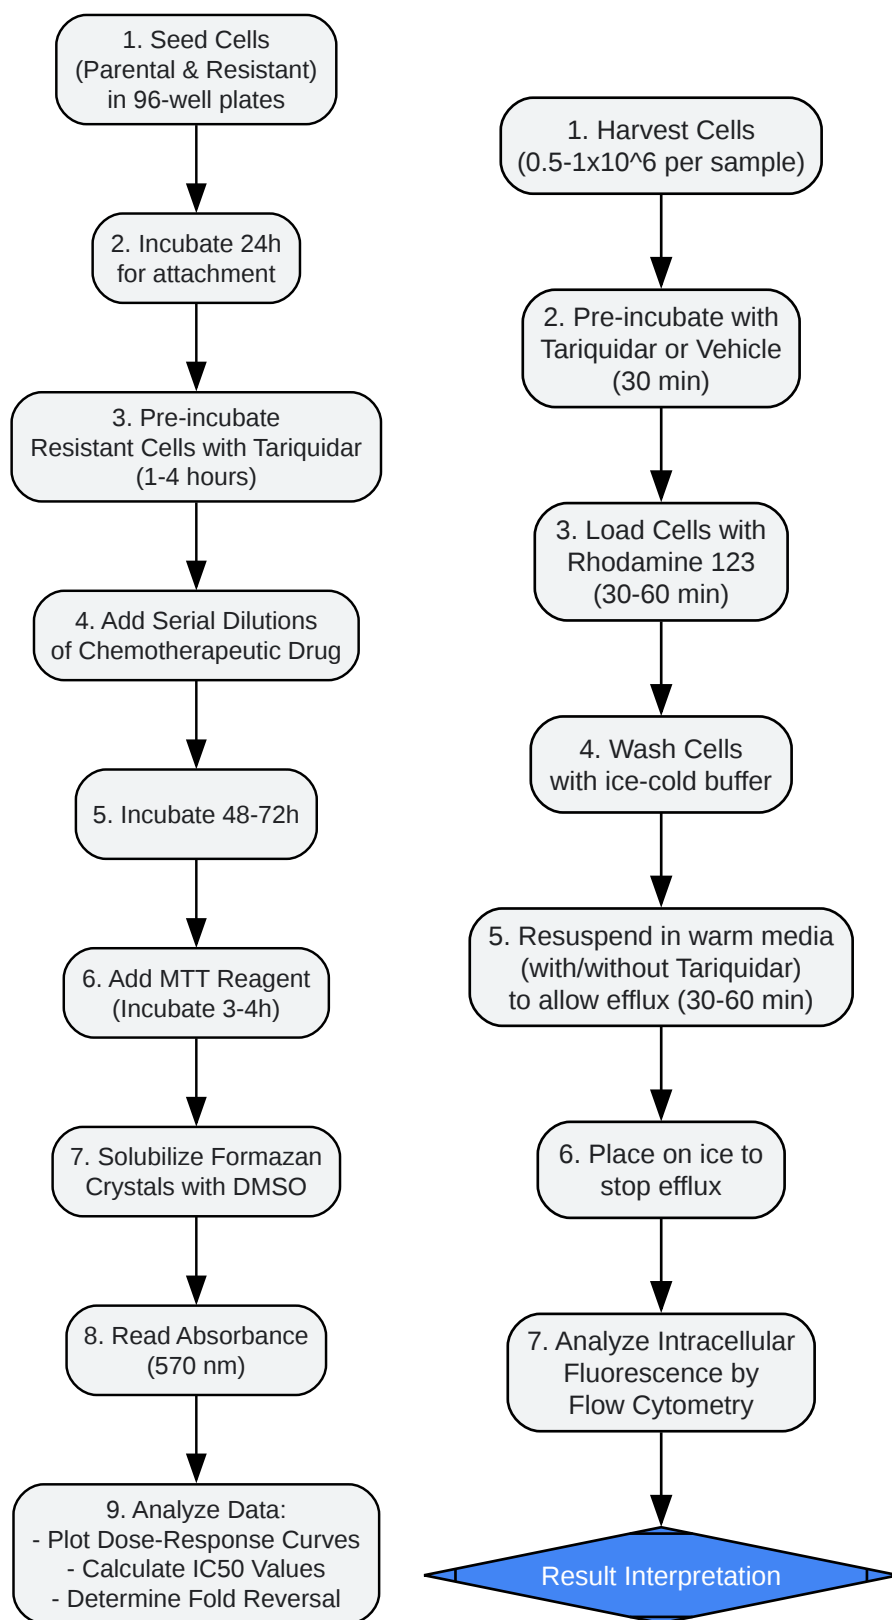 1. Seed Cells
(Parental & Resistant)
in 96-well plates
2. Incubate 24h
for attachment
3. Pre-incubate
Resistant Cells with Tariquidar
(1-4 hours)
4. Add Serial Dilutions
of Chemotherapeutic Drug
5. Incubate 48-72h
6. Add MTT Reagent
(Incubate 3-4h)
7. Solubilize Formazan
Crystals with DMSO
8. Read Absorbance
(570 nm)
9. Analyze Data:
- Plot Dose-Response Curves
- Calculate IC50 Values
- Determine Fold Reversal
1. Harvest Cells
(0.5-1x10^6 per sample)
2. Pre-incubate with
Tariquidar or Vehicle
(30 min)
3. Load Cells with
Rhodamine 123
(30-60 min)
4. Wash Cells
with ice-cold buffer
5. Resuspend in warm media
(with/without Tariquidar)
to allow efflux (30-60 min)
6. Place on ice to
stop efflux
7. Analyze Intracellular
Fluorescence by
Flow Cytometry
Result Interpretation